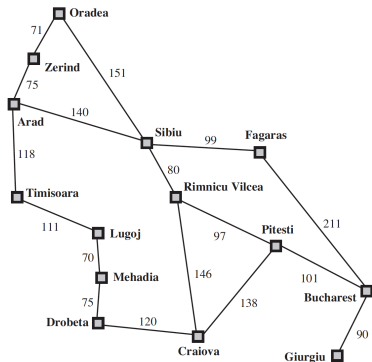 Oradea
71
Zerind
75
151
Arad
140
Sibiu
99
Fagaras
118
80
Timisoara
Rimnicu Vilcea
111
Lugoj
97
Pitesti
211
70
Mehadia
146
101
75
138
Bucharest
Drobeta
120
90
Craiova
Giurgiu